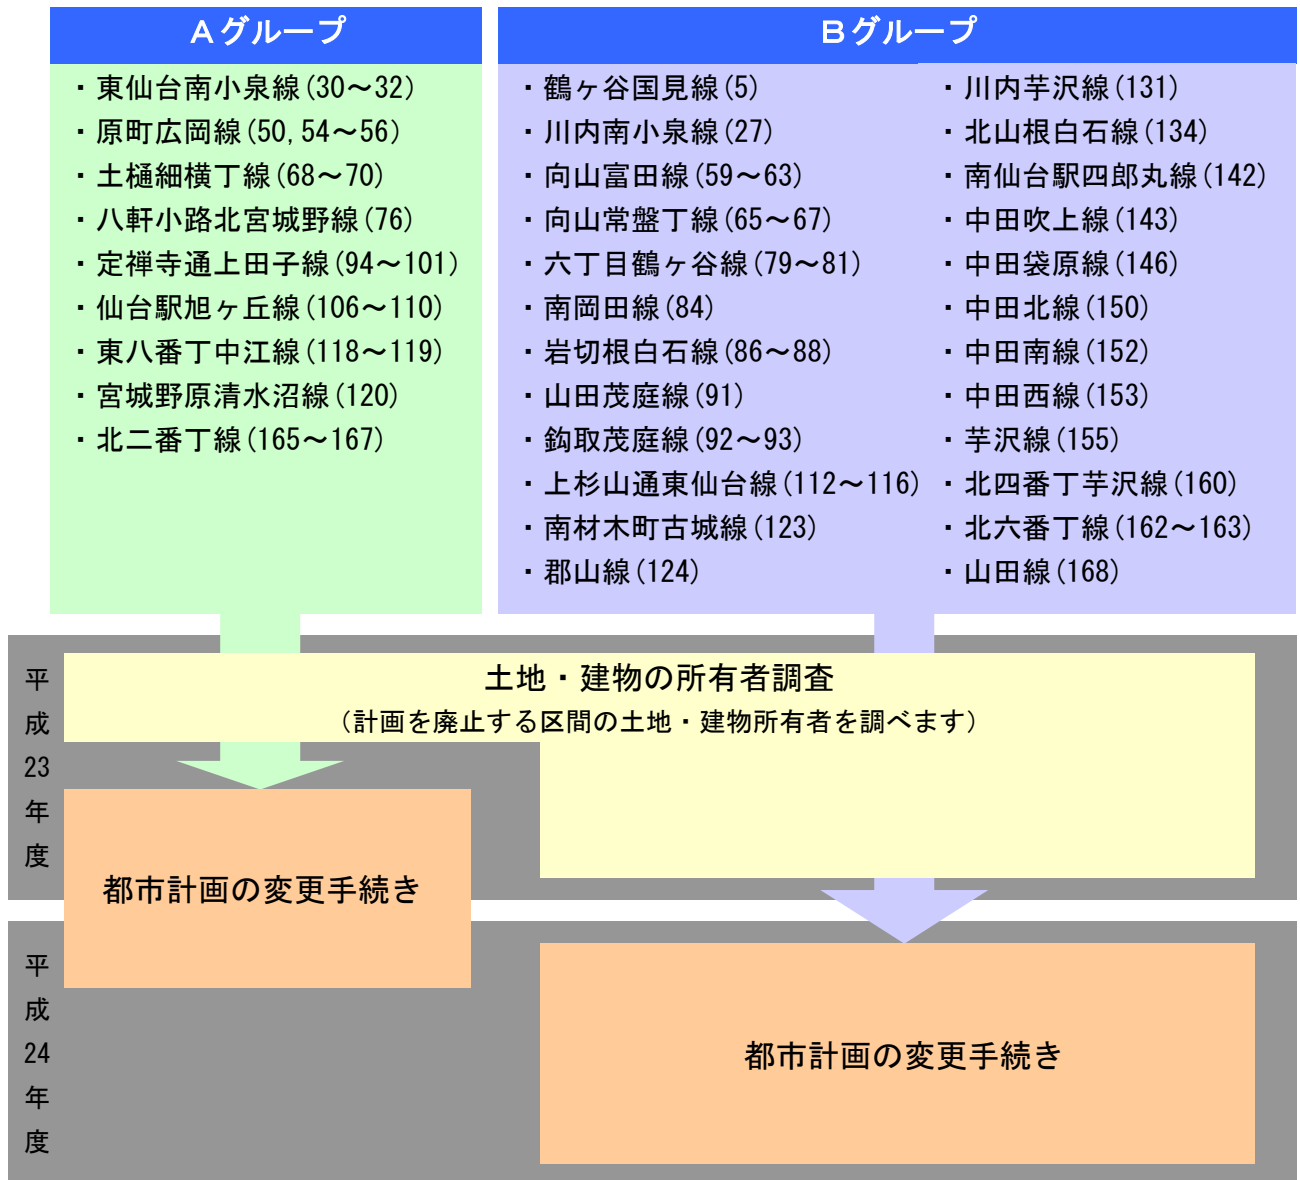 Ａグループ
・東仙台南小泉線(30～32)
・原町広岡線(50,54～56)
・土樋細横丁線(68～70)
・八軒小路北宮城野線(76)
・定禅寺通上田子線(94～101)
・仙台駅旭ヶ丘線(106～110)
・東八番丁中江線(118～119)
・宮城野原清水沼線(120)
・北二番丁線(165～167)
Ｂグループ
・鶴ヶ谷国見線(5)
・川内南小泉線(27)
・向山富田線(59～63)
・向山常盤丁線(65～67)
・六丁目鶴ヶ谷線(79～81)
・南岡田線(84)
・岩切根白石線(86～88)
・山田茂庭線(91)
・鈎取茂庭線(92～93)
・上杉山通東仙台線(112～116)
・南材木町古城線(123)
・郡山線(124)
・川内芋沢線(131)
・北山根白石線(134)
・南仙台駅四郎丸線(142)
・中田吹上線(143)
・中田袋原線(146)
・中田北線(150)
・中田南線(152)
・中田西線(153)
・芋沢線(155)
・北四番丁芋沢線(160)
・北六番丁線(162～163)
・山田線(168)
平成23年度
土地・建物の所有者調査
（計画を廃止する区間の土地・建物所有者を調べます）
都市計画の変更手続き
平成24年度
都市計画の変更手続き